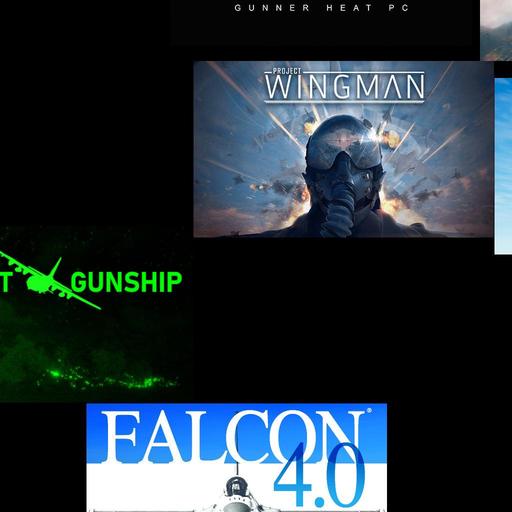 GUNNER HEAT PC
PROJECT
WINGMAN
T GUNSHIP
FALCON®
4.0